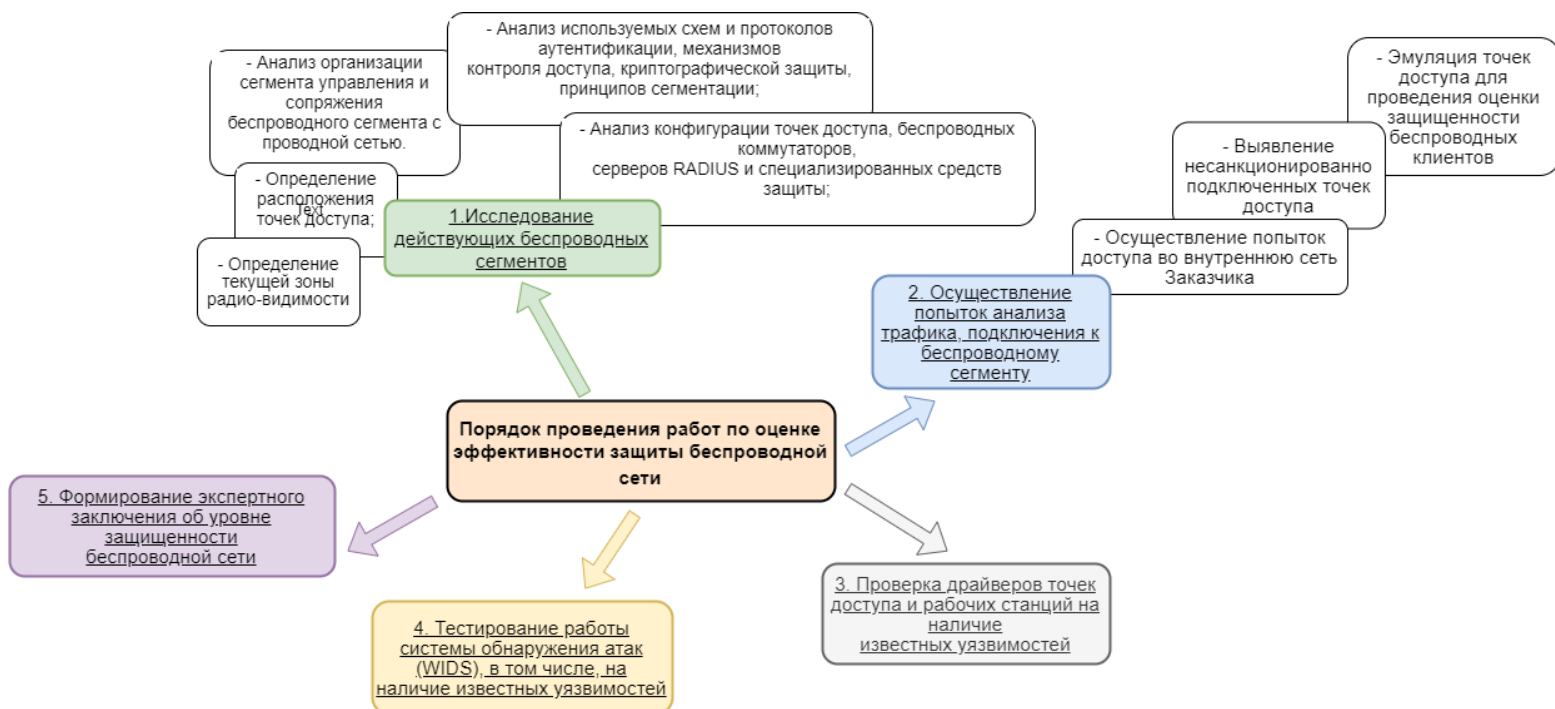 - Анализ используемых схем и протоколов
аутентификации, механизмов
контроля доступа, криптографической защиты,
принципов сегментации;
- Анализ организации
сегмента управления и
сопряжения
беспроводного сегмента с
проводной сетью.
- Анализ конфигурации точек доступа, беспроводных
коммутаторов,
серверов RADIUS и специализированных средств
защиты;
- Определение
расположения
точек доступа;
Text
- Определение
текущей зоны
радио-видимости
1.Исследование
действующих беспроводных
сегментов
- Эмуляция точек
доступа для
проведения оценки
защищенности
беспроводных
клиентов
- Выявление
несанкционированно
подключенных точек
доступа
- Осуществление попыток
доступа во внутреннюю сеть
Заказчика
2. Осуществление
попыток анализа
трафика, подключения к
беспроводному
сегменту
Порядок проведения работ по оценке
эффективности защиты беспроводной
сети
3. Проверка драйверов точек
доступа и рабочих станций на
наличие
известных уязвимостей
4. Тестирование работы
системы обнаружения атак
(WIDS), в том числе, на
наличие известных уязвимостей
5. Формирование экспертного
заключения об уровне
защищенности
беспроводной сети